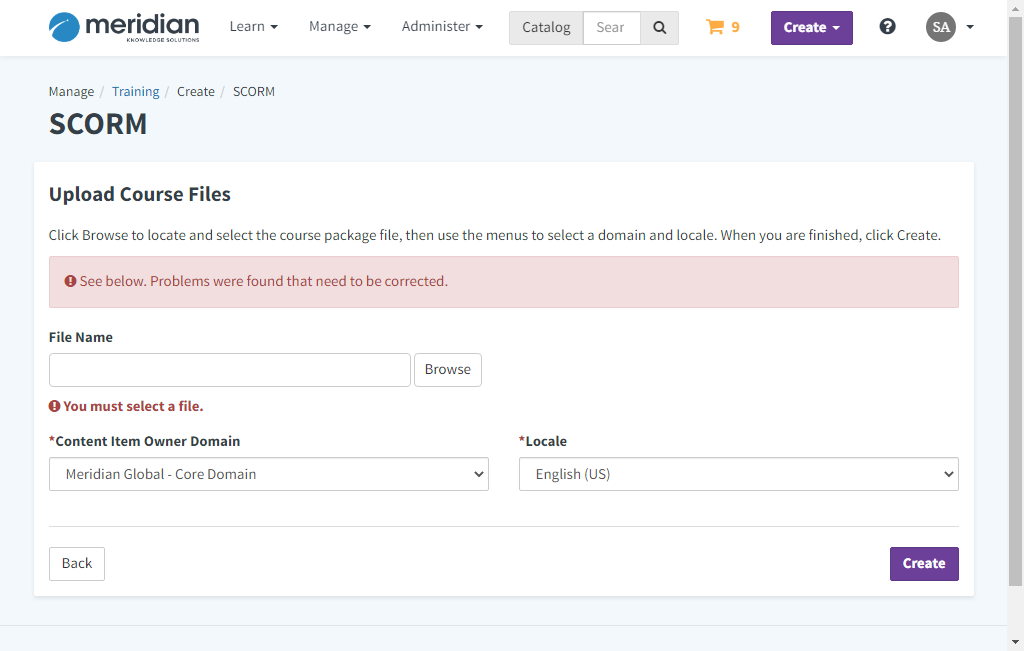 meridian
KNOWLEDGE SOLUTIONS
Learn
Manage
Administer
Catalog
Sear
9
Create
?
SA
Manage / Training / Create / SCORM
SCORM
Upload Course Files
Click Browse to locate and select the course package file, then use the menus to select a domain and locale. When you are finished, click Create.
See below. Problems were found that need to be corrected.
File Name
Browse
You must select a file.
*Content Item Owner Domain
*Locale
Meridian Global - Core Domain
English (US)
Back
Create